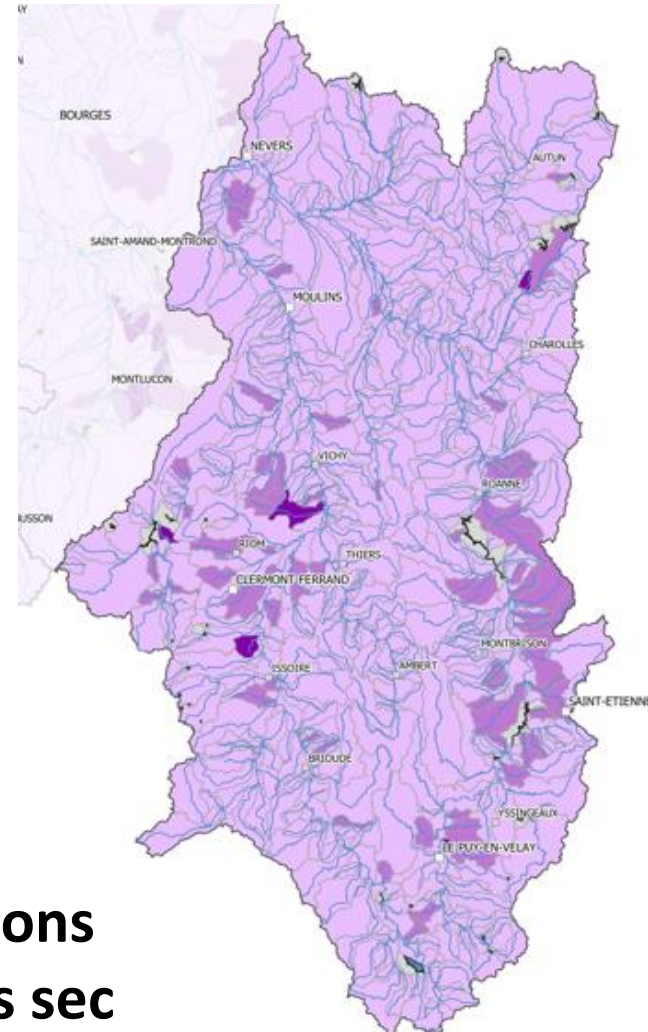 AY
N
BOURGES
NEVERS
AUTUN
SAINT-AMAND-MONTROND
MOULINS
CHAROLLES
MONTLUCON
VICHY
ROANNE
USSON
RIOM
THIERS
CLERMONT FERRAND
MONTBRISON
ISSOIRE
AMBERT
SAINT-ETIENNE
BRIOUDE
YSSINGEAUX
LE PUY-EN-VELAY
ons
s sec